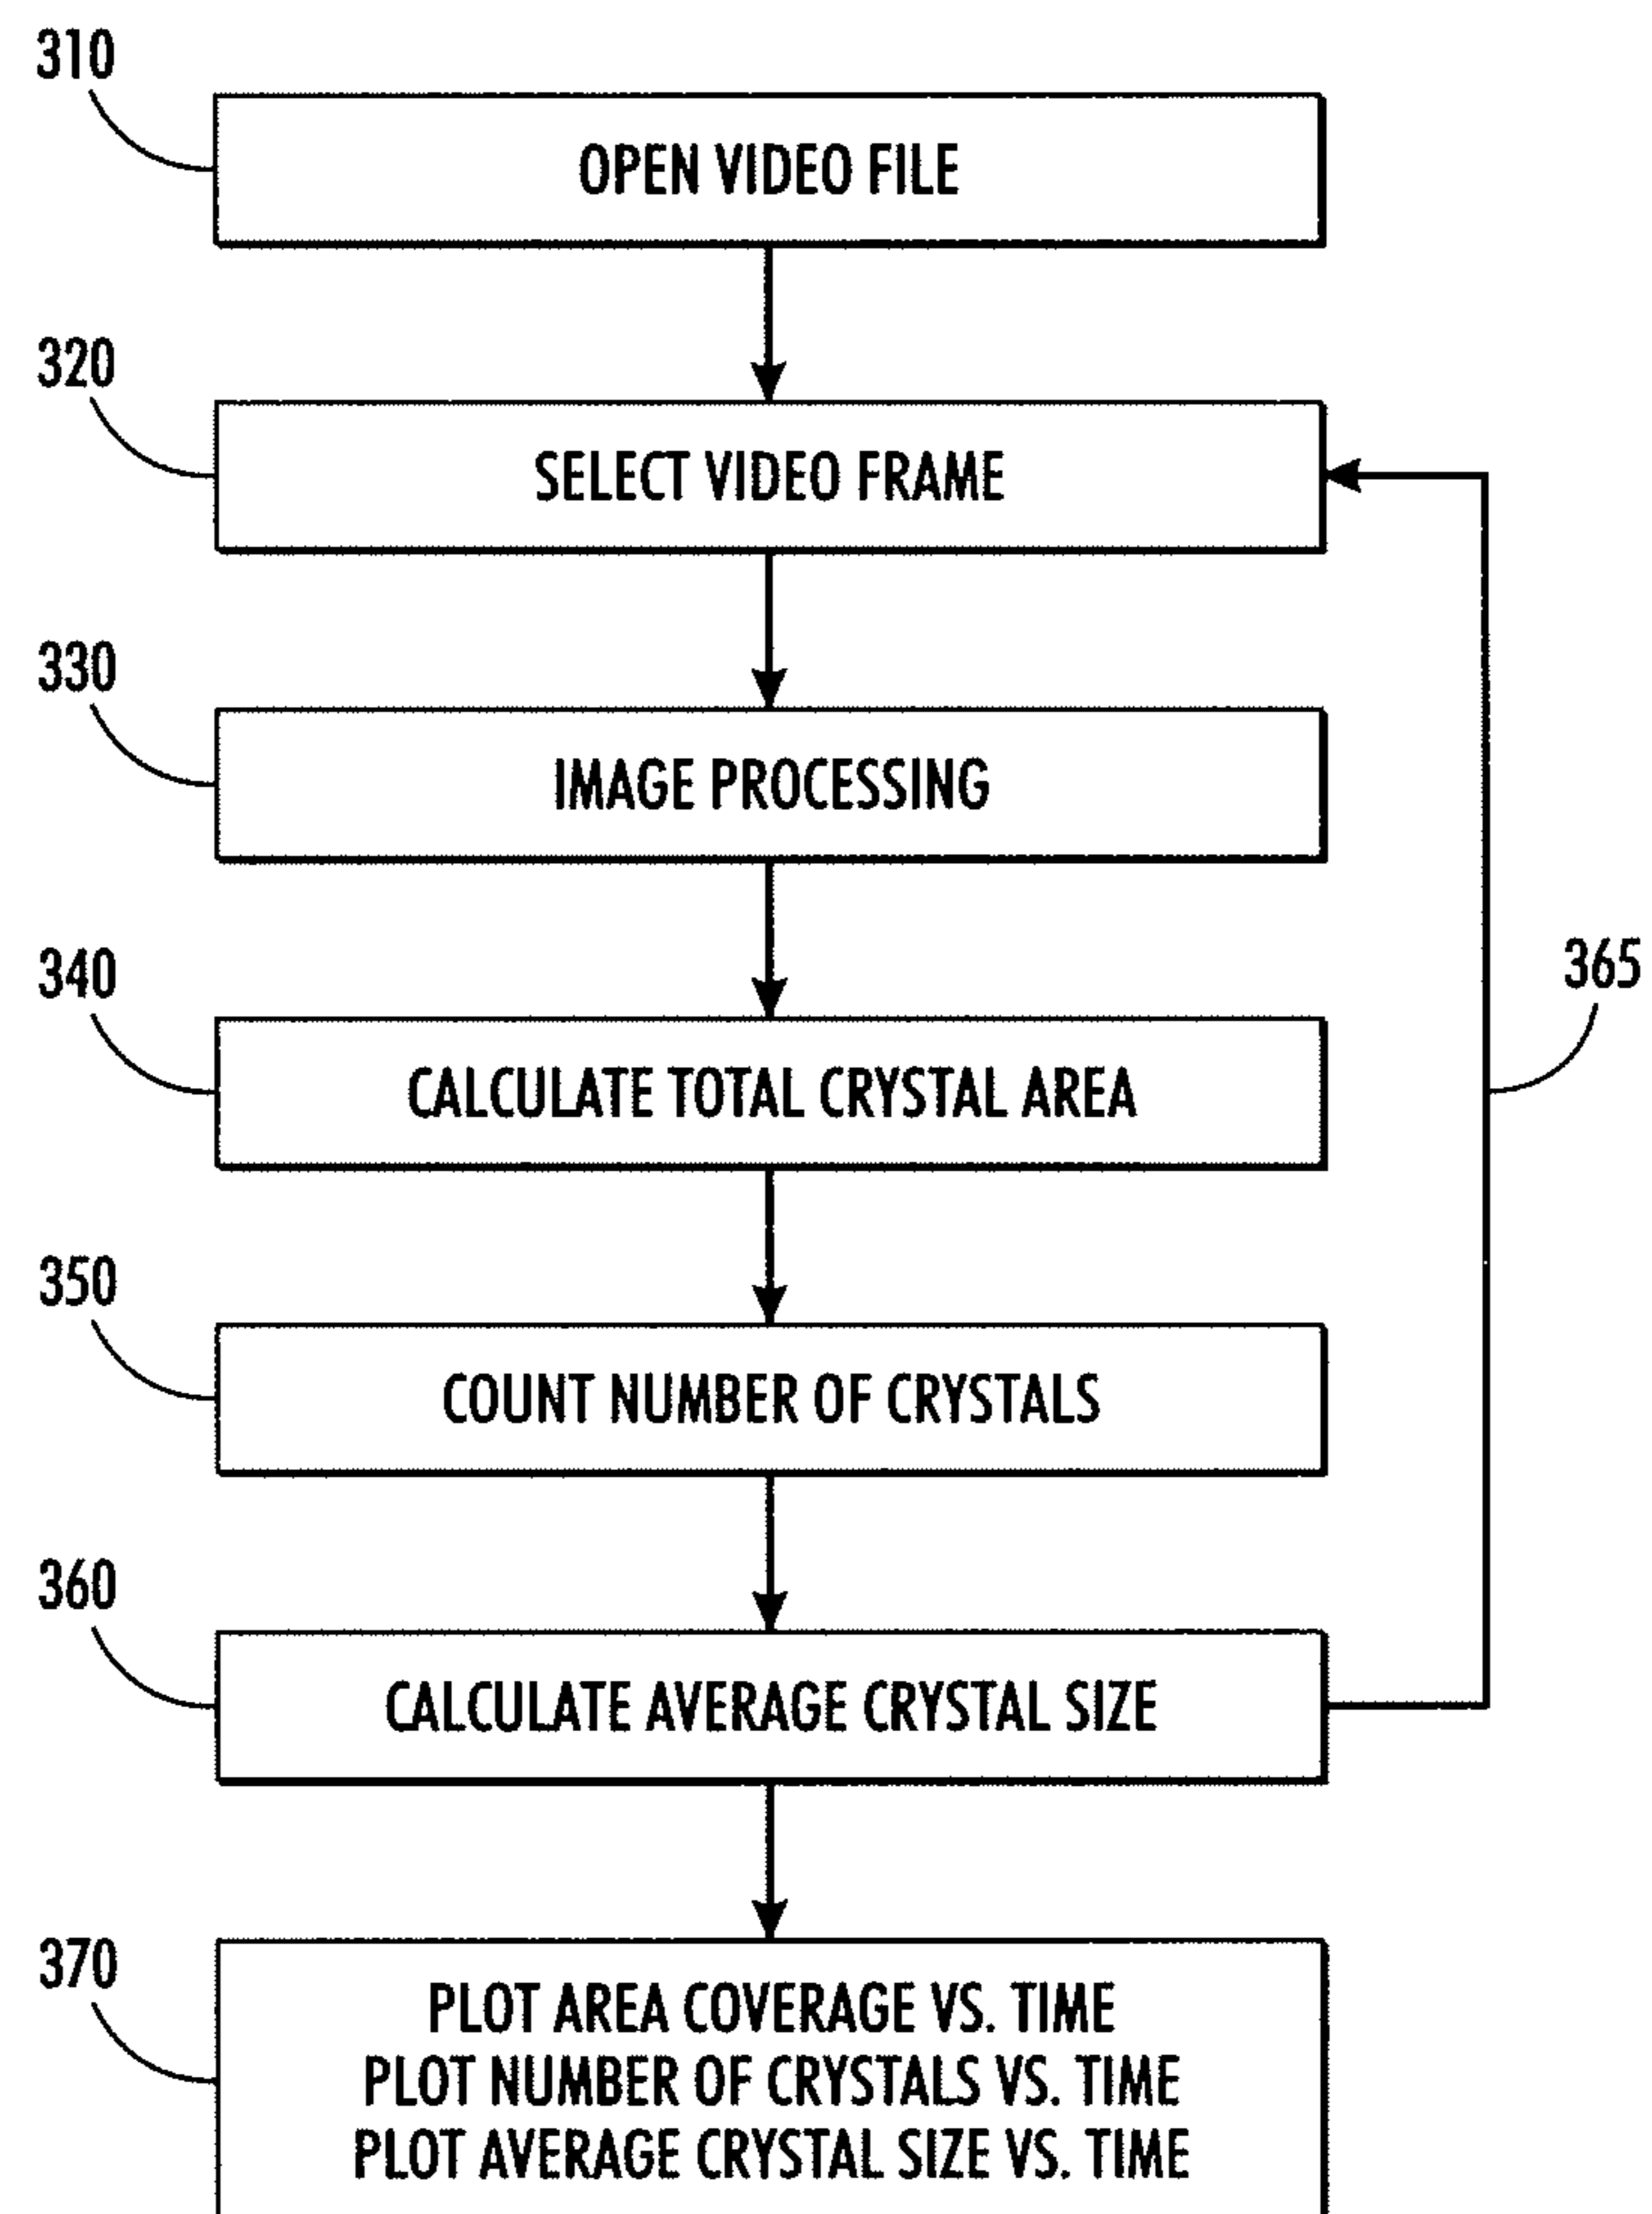 310
OPEN VIDEO FILE
320
SELECT VIDEO FRAME
330
IMAGE PROCESSING
340
CALCULATE TOTAL CRYSTAL AREA
365
350
COUNT NUMBER OF CRYSTALS
360
CALCULATE AVERAGE CRYSTAL SIZE
370
PLOT AREA COVERAGE VS. TIME
PLOT NUMBER OF CRYSTALS VS. TIME
PLOT AVERAGE CRYSTAL SIZE VS. TIME